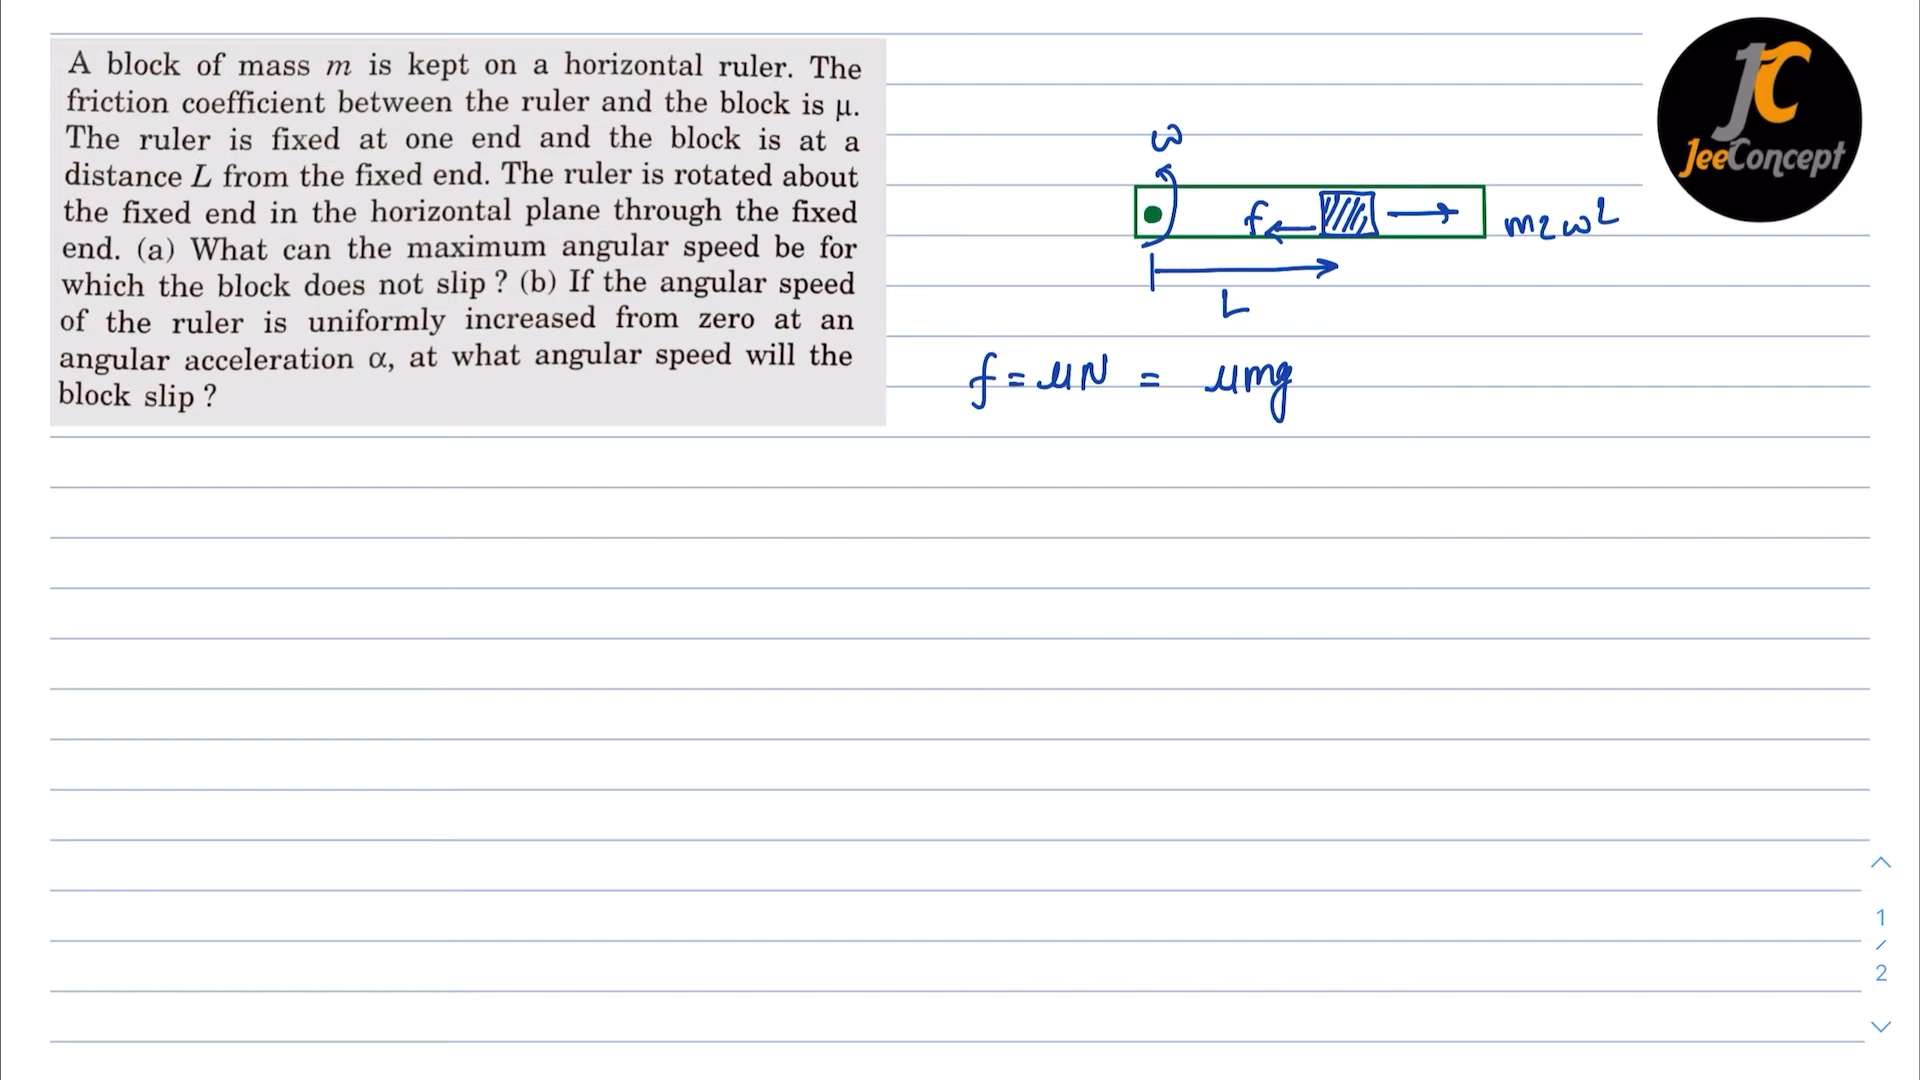 A block of mass m is kept on a horizontal ruler. The
friction coefficient between the ruler and the block is μ.
The ruler is fixed at one end and the block is at a
distance L from the fixed end. The ruler is rotated about
the fixed end in the horizontal plane through the fixed
end. (a) What can the maximum angular speed be for
which the block does not slip ? (b) If the angular speed
of the ruler is uniformly increased from zero at an
angular acceleration α, at what angular speed will the
block slip ?
ω
f
mrω²
L
f = μN = μmg
JC
JeeConcept
1
/
2